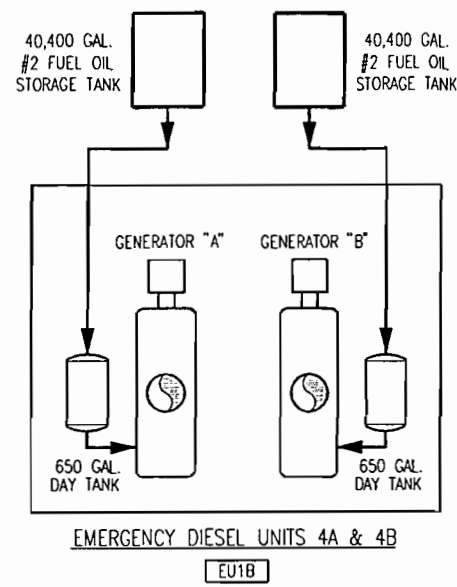 40,400 GAL.
#2 FUEL OIL
STORAGE TANK
40,400 GAL.
#2 FUEL OIL
STORAGE TANK
GENERATOR "A"
GENERATOR "B"
650 GAL.
DAY TANK
650 GAL.
DAY TANK
EMERGENCY DIESEL UNITS 4A & 4B
EU1B